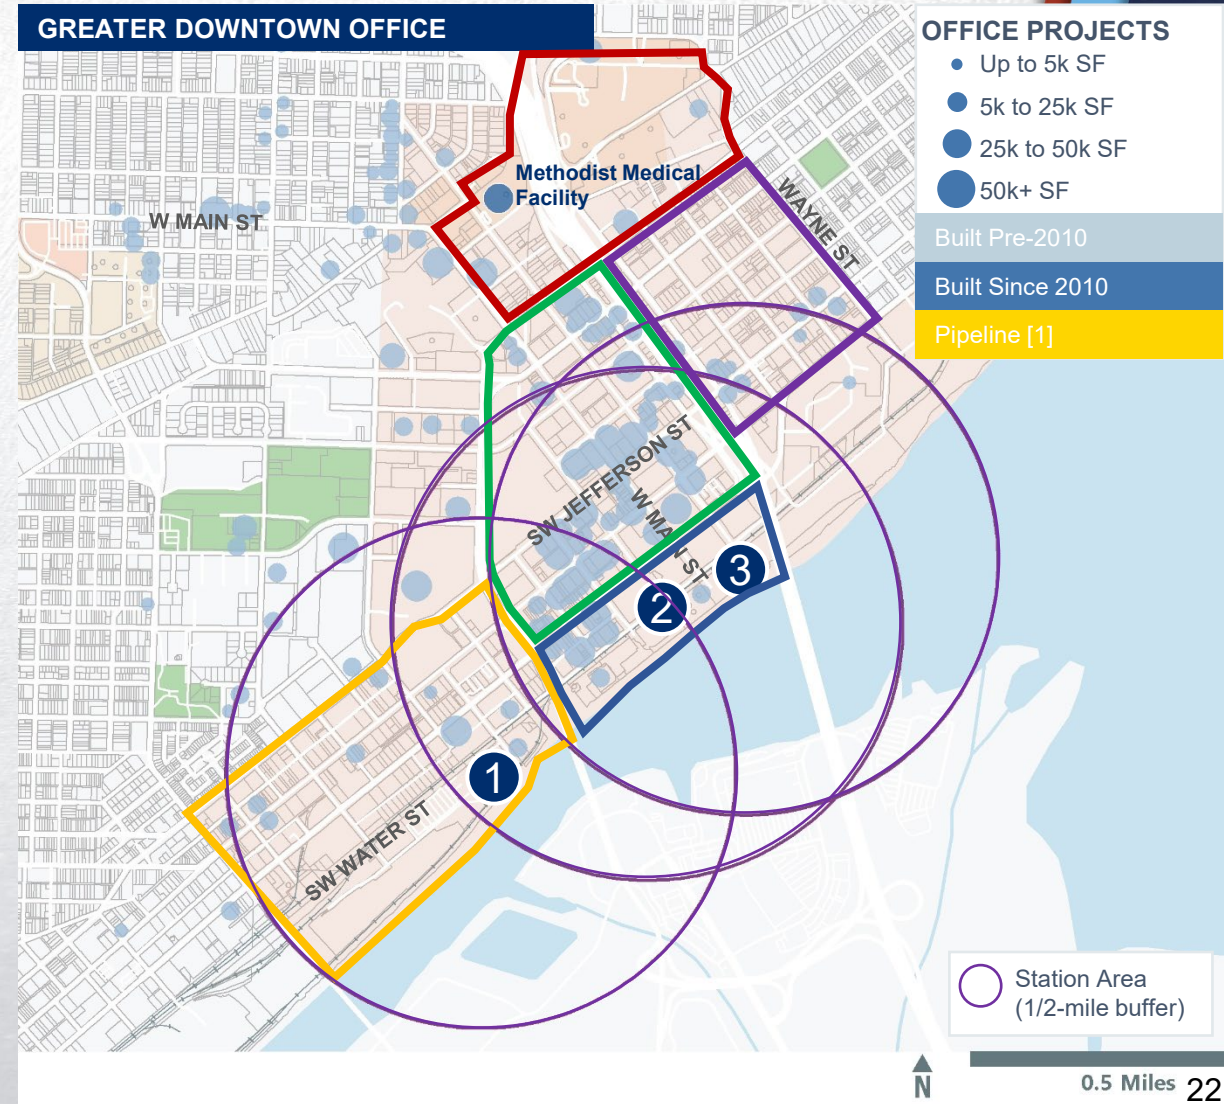 GREATER DOWNTOWN OFFICE
OFFICE PROJECTS
Up to 5k SF
5k to 25k SF
25k to 50k SF
50k+ SF
Built Pre-2010
Built Since 2010
Pipeline [1]
Methodist Medical
Facility
WAYNE ST
W MAIN ST
SW JEFFERSON ST
W MAIN ST
3
2
1
SW WATER ST
Station Area
(1/2-mile buffer)
N
0.5 Miles
22